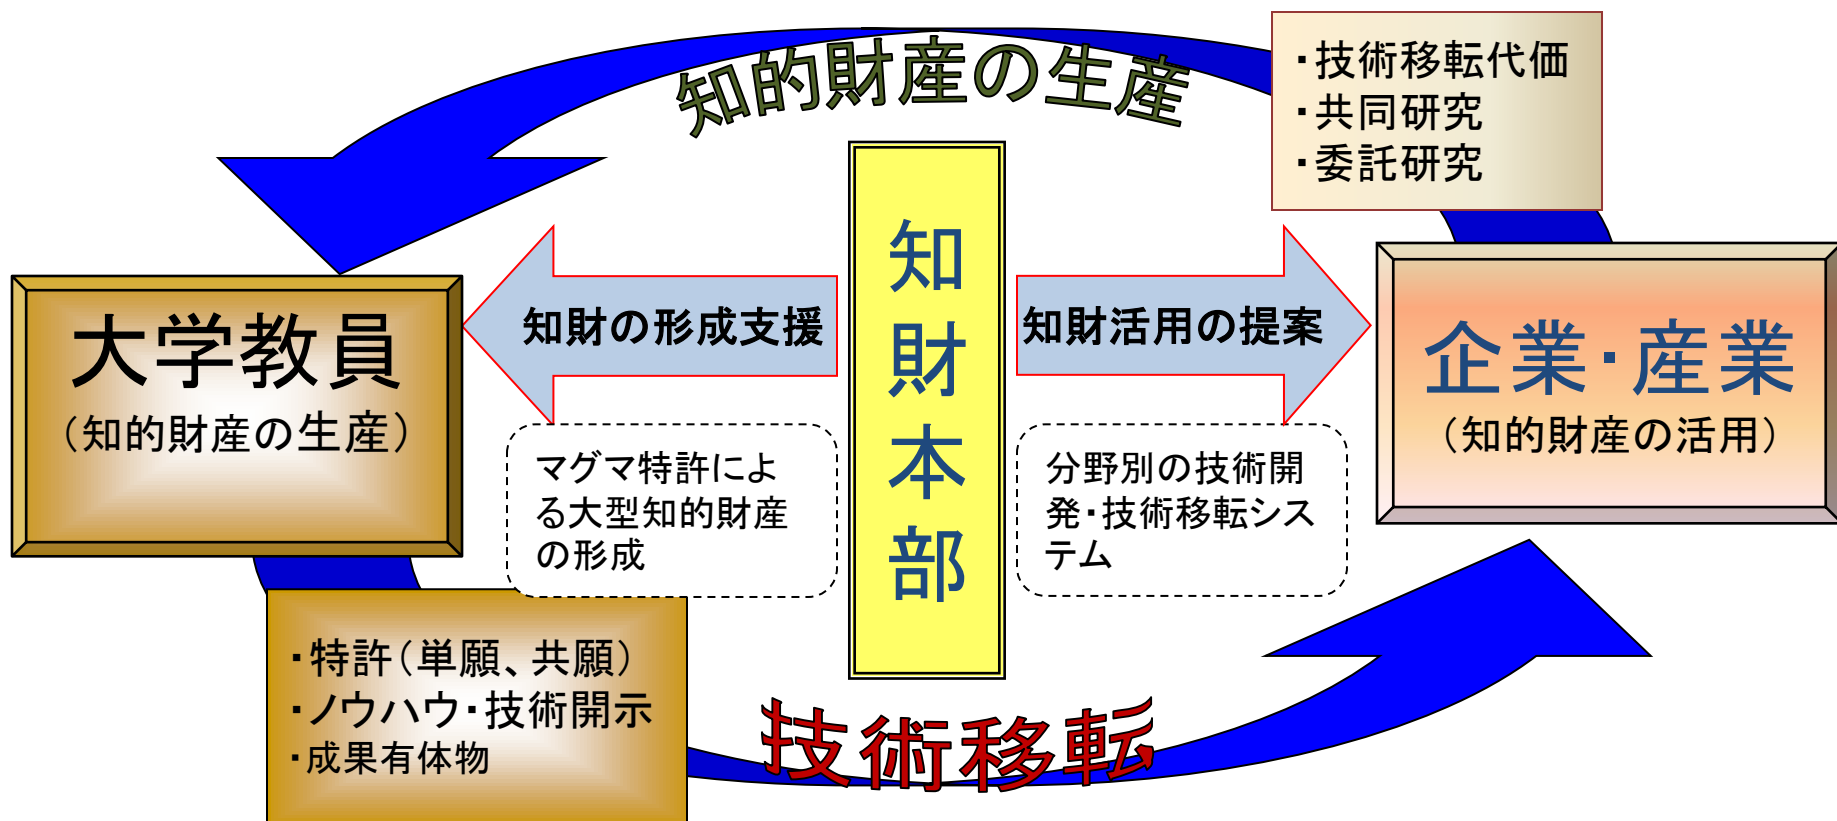 知的財産の生産
・技術移転代価
・共同研究
・委託研究
大学教員
（知的財産の生産）
知財の形成支援
知財本部
知財活用の提案
企業・産業
（知的財産の活用）
マグマ特許によ
る大型知的財産
の形成
分野別の技術開
発・技術移転シス
テム
・特許（単願、共願）
・ノウハウ・技術開示
・成果有体物
技術移転